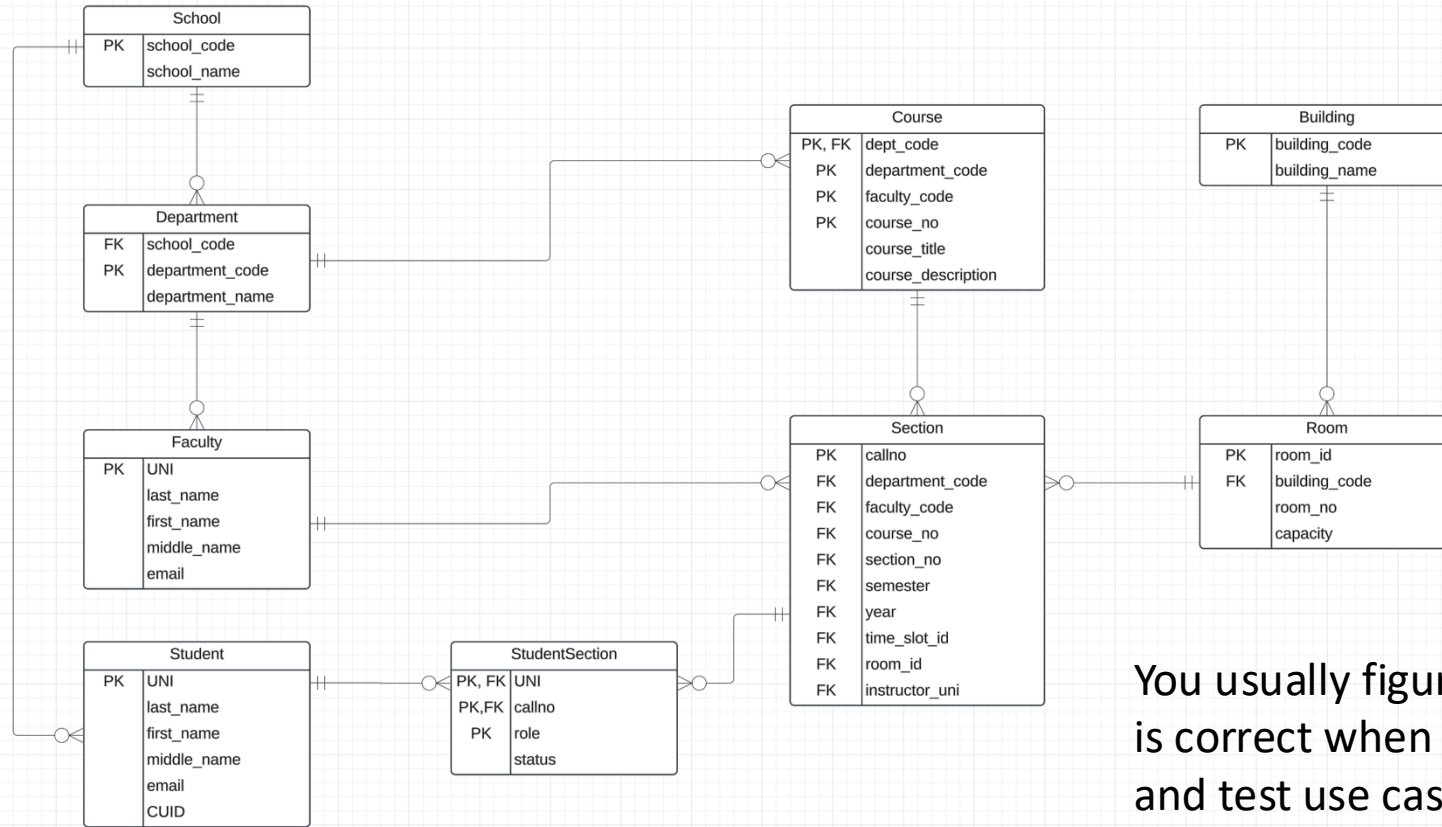 School
PK school_code
school_name
Department
FK school_code
PK department_code
department_name
Faculty
PK UNI
last_name
first_name
middle_name
email
Student
PK UNI
last_name
first_name
middle_name
email
CUID
StudentSection
PK, FK UNI
PK,FK callno
PK role
status
Course
PK, FK dept_code
PK department_code
PK faculty_code
PK course_no
course_title
course_description
Section
PK callno
FK department_code
FK faculty_code
FK course_no
FK section_no
FK semester
FK year
FK time_slot_id
FK room_id
FK instructor_uni
Building
PK building_code
building_name
Room
PK room_id
FK building_code
room_no
capacity
You usually
is correct when
and test use